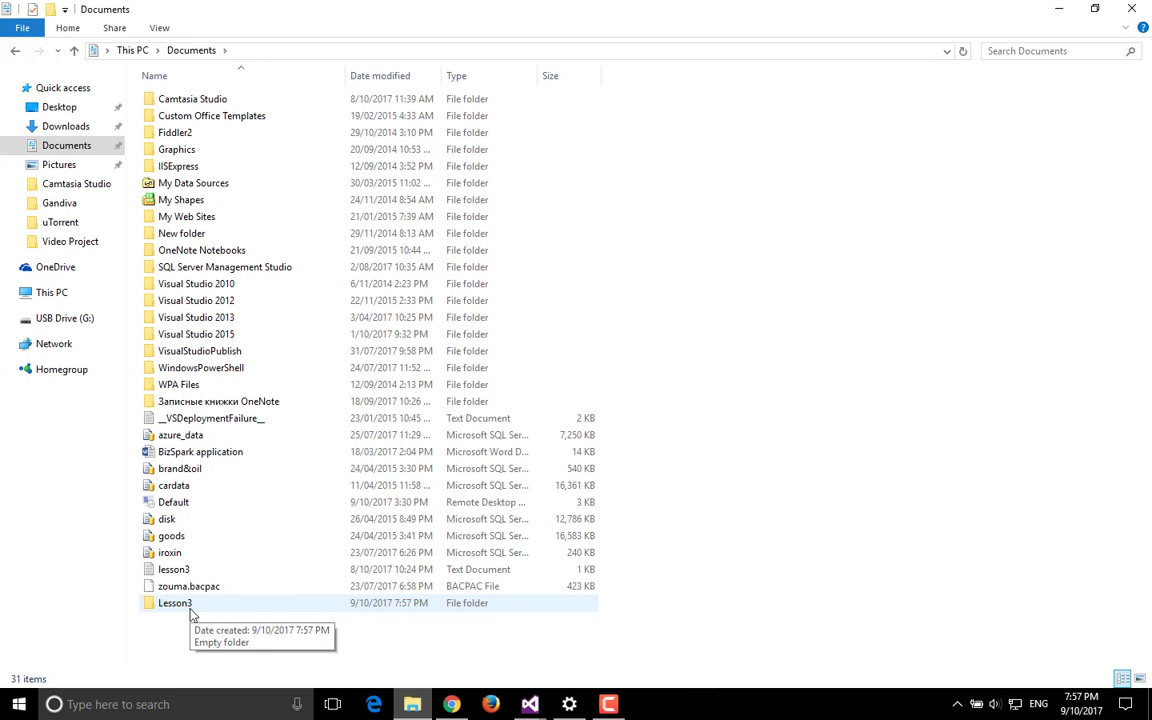 Documents
File Home Share View
This PC Documents Search Documents
Name Date modified Type Size
Quick access
Desktop
Downloads
Documents
Pictures
Camtasia Studio
Gandiva
uTorrent
Video Project
OneDrive
This PC
USB Drive (G:)
Network
Homegroup
Camtasia Studio 8/10/2017 11:39 AM File folder
Custom Office Templates 19/02/2015 4:33 AM File folder
Fiddler2 29/10/2014 3:10 PM File folder
Graphics 20/09/2014 10:53 ... File folder
IISExpress 12/09/2014 3:52 PM File folder
My Data Sources 30/03/2015 11:02 ... File folder
My Shapes 24/11/2014 8:54 AM File folder
My Web Sites 21/01/2015 7:39 AM File folder
New folder 29/11/2014 8:13 AM File folder
OneNote Notebooks 21/09/2015 10:44 ... File folder
SQL Server Management Studio 2/08/2017 10:35 AM File folder
Visual Studio 2010 6/11/2014 2:23 PM File folder
Visual Studio 2012 22/11/2015 2:33 PM File folder
Visual Studio 2013 3/04/2017 10:25 PM File folder
Visual Studio 2015 1/10/2017 9:32 PM File folder
VisualStudioPublish 31/07/2017 9:58 PM File folder
WindowsPowerShell 24/07/2017 11:52 ... File folder
WPA Files 12/09/2014 2:13 PM File folder
Записные книжки OneNote 18/09/2017 10:26 ... File folder
__VSDeploymentFailure__ 23/01/2015 10:45 ... Text Document 2 KB
azure_data 25/07/2017 11:29 ... Microsoft SQL Ser... 7,250 KB
BizSpark application 18/03/2017 2:04 PM Microsoft Word D... 14 KB
brand&oil 24/04/2015 3:30 PM Microsoft SQL Ser... 540 KB
cardata 11/04/2015 11:58 ... Microsoft SQL Ser... 16,361 KB
Default 9/10/2017 3:30 PM Remote Desktop ... 3 KB
disk 26/04/2015 8:49 PM Microsoft SQL Ser... 12,786 KB
goods 24/04/2015 3:41 PM Microsoft SQL Ser... 16,583 KB
iroxin 23/07/2017 6:26 PM Microsoft SQL Ser... 240 KB
lesson3 8/10/2017 10:24 PM Text Document 1 KB
zouma.bacpac 23/07/2017 6:58 PM BACPAC File 423 KB
Lesson3 9/10/2017 7:57 PM File folder
Date created: 9/10/2017 7:57 PM
Empty folder
31 items
Type here to search
ENG
7:57 PM
9/10/2017